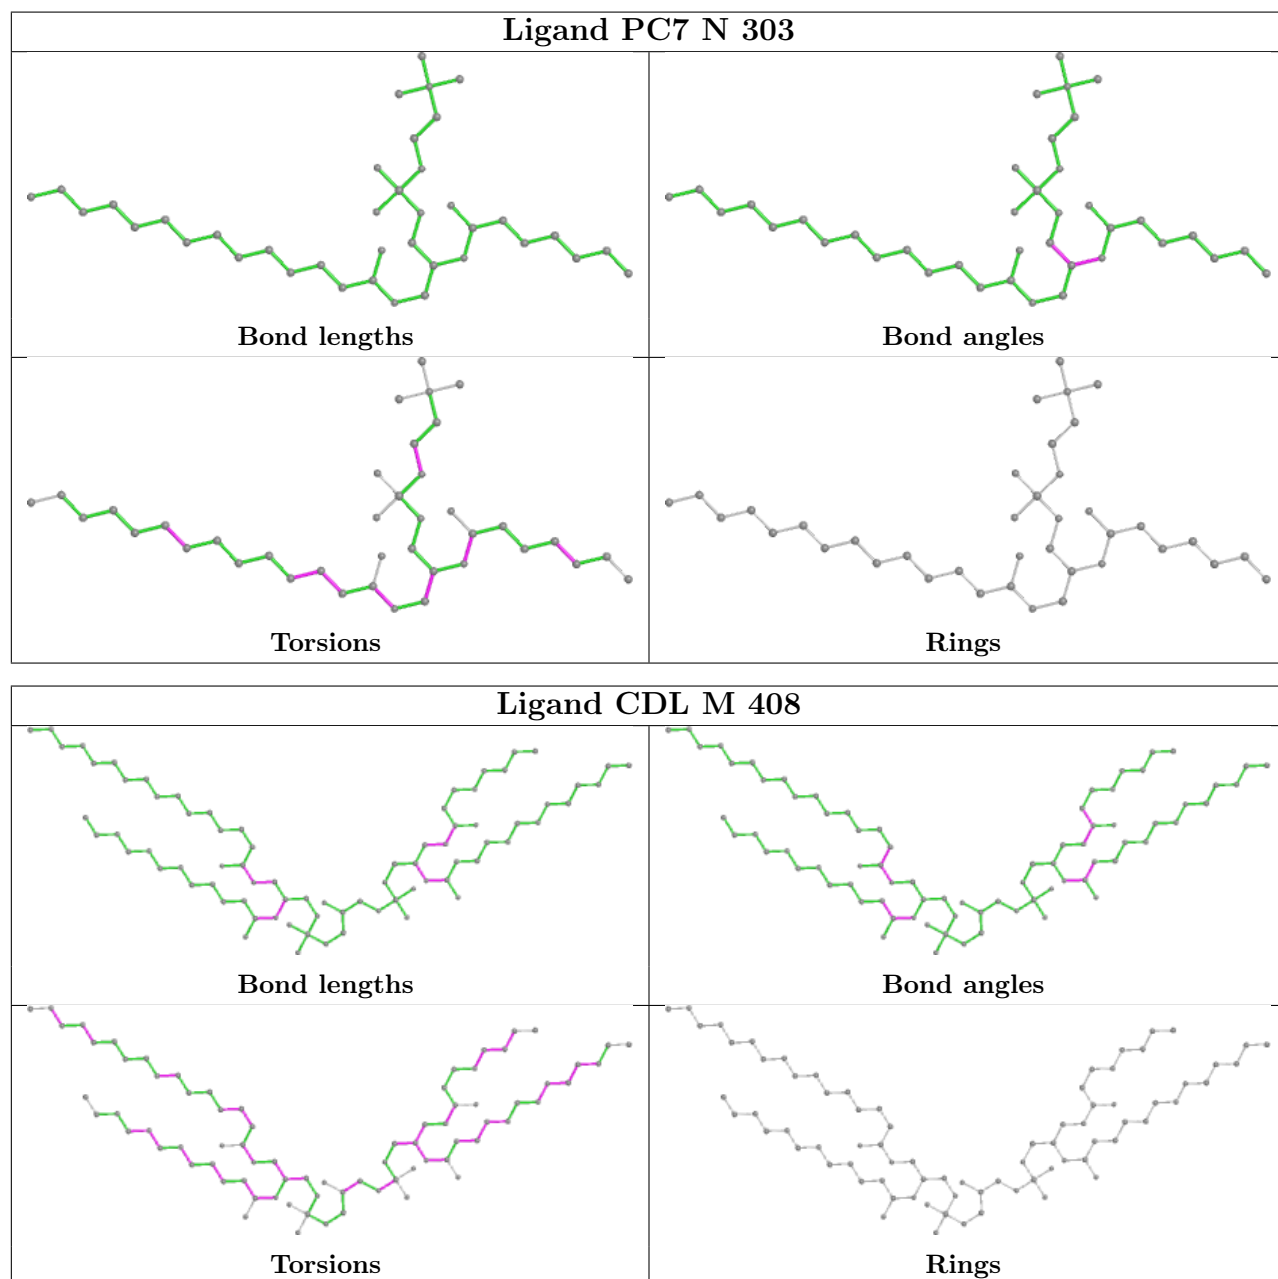 Ligand PC7 N 303
Bond lengths
Bond angles
Torsions
Rings
Ligand CDL M 408
Bond lengths
Bond angles
Torsions
Rings